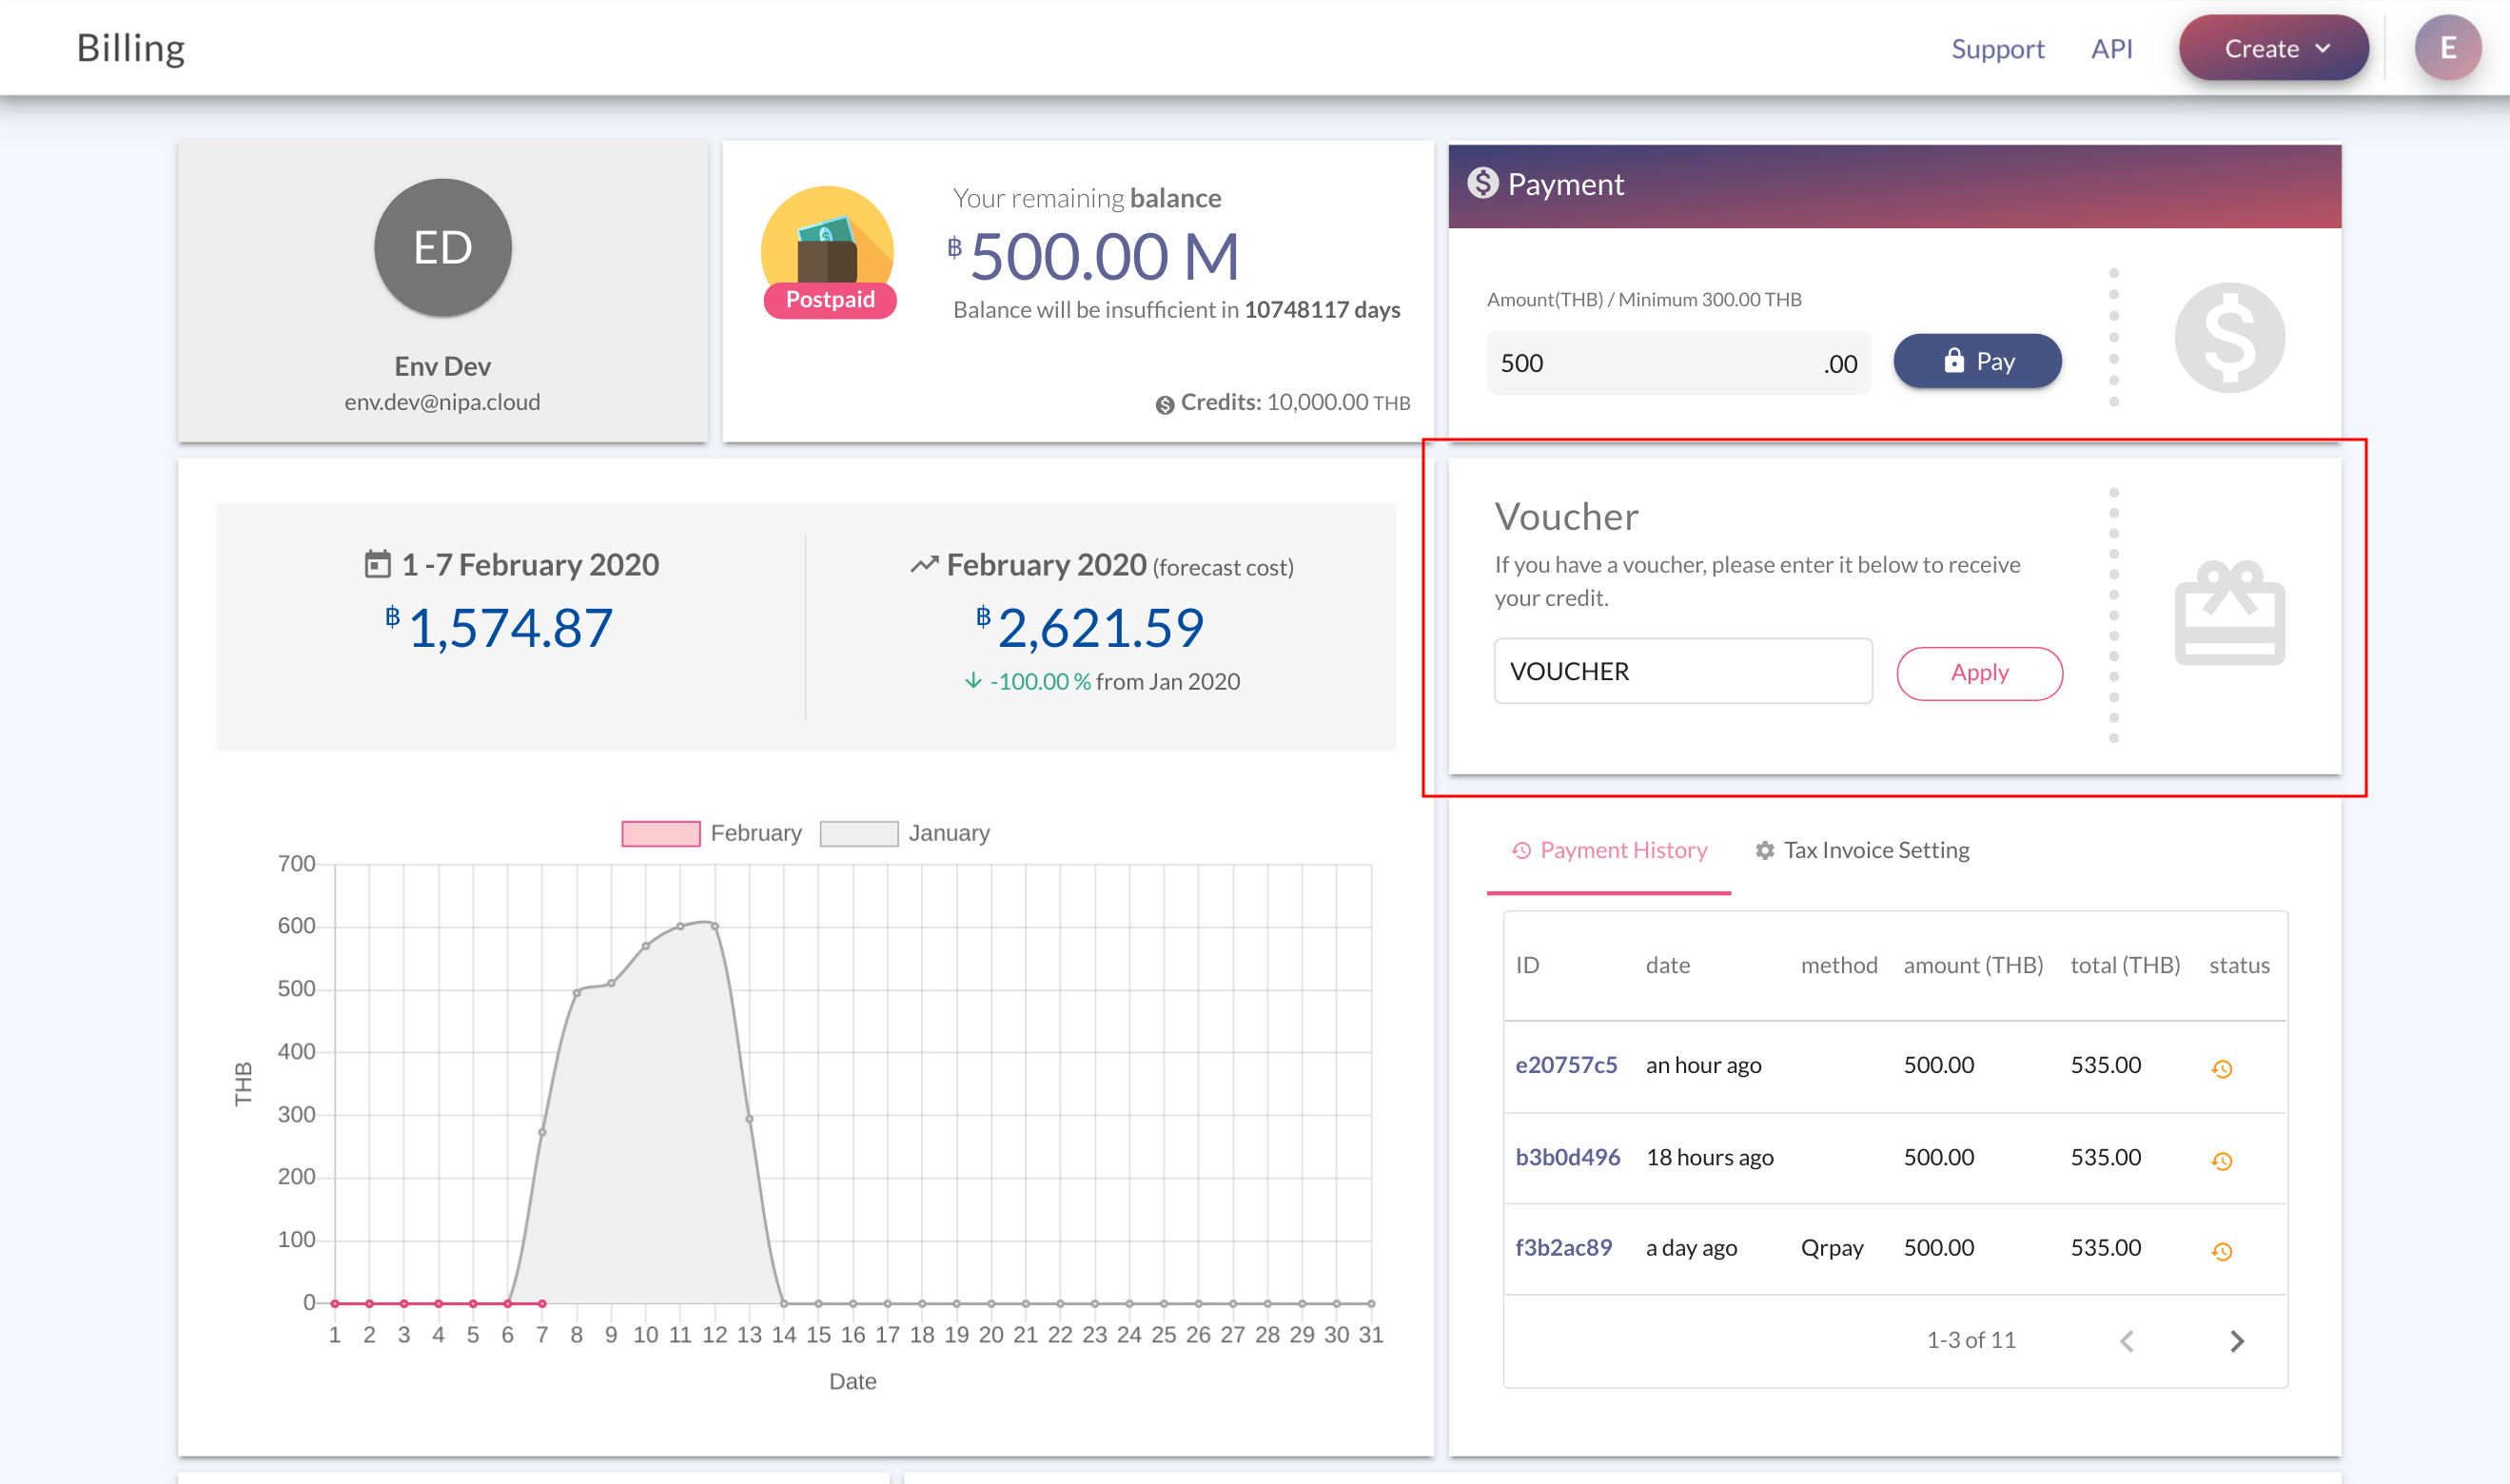 Billing
Support
API
Create
E
ED
Env Dev
env.dev@nipa.cloud
Postpaid
Your remaining balance
฿ 500.00 M
Balance will be insufficient in 10748117 days
Credits: 10,000.00 THB
Payment
Amount(THB) / Minimum 300.00 THB
500 .00
Pay
1 -7 February 2020
฿ 1,574.87
February 2020 (forecast cost)
฿ 2,621.59
-100.00 % from Jan 2020
Voucher
If you have a voucher, please enter it below to receive
your credit.
VOUCHER
Apply
February January
700
600
500
400
300
200
100
0
THB
1 2 3 4 5 6 7 8 9 10 11 12 13 14 15 16 17 18 19 20 21 22 23 24 25 26 27 28 29 30 31
Date
Payment History
Tax Invoice Setting
ID date method amount (THB) total (THB) status
e20757c5 an hour ago 500.00 535.00
b3b0d496 18 hours ago 500.00 535.00
f3b2ac89 a day ago Qrpay 500.00 535.00
1-3 of 11